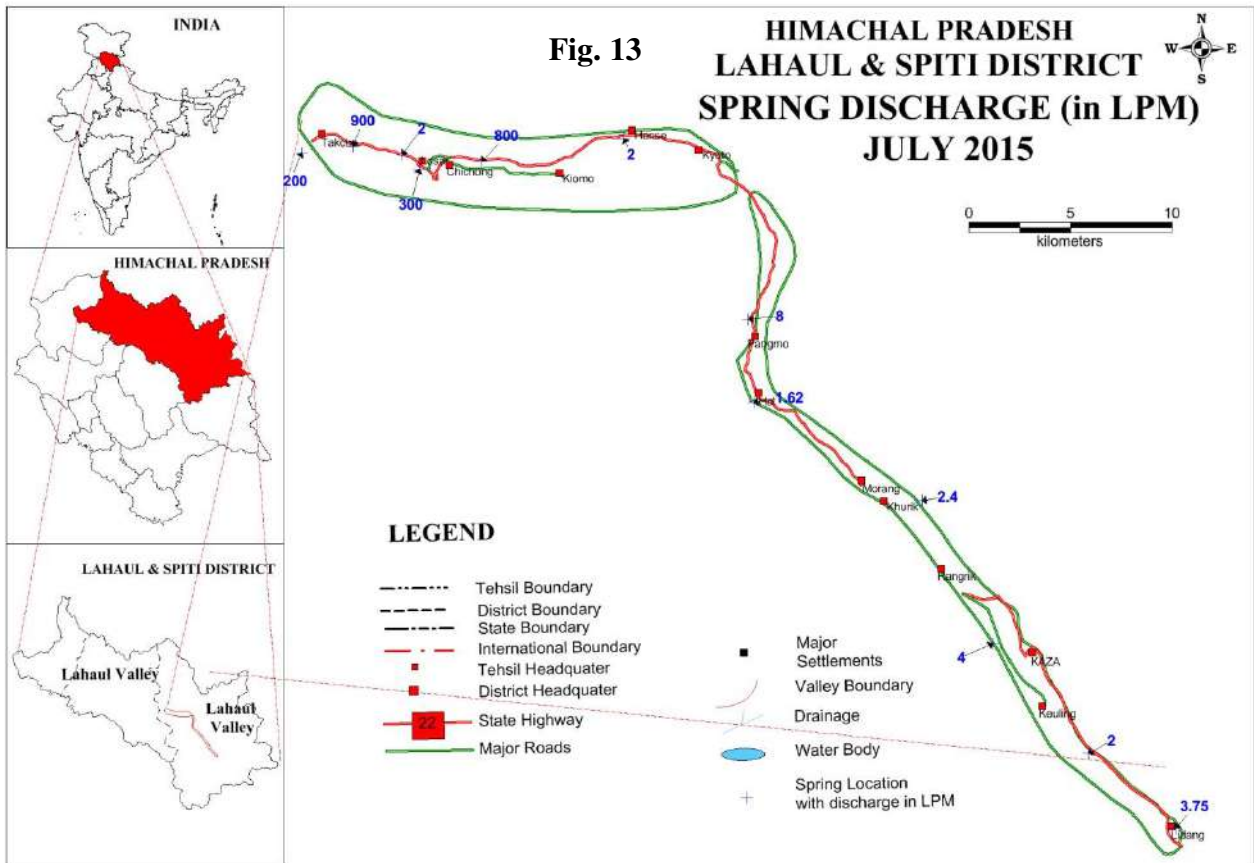 INDIA
Fig. 13
HIMACHAL PRADESH
LAHAUL & SPITI DISTRICT
SPRING DISCHARGE (in LPM)
JULY 2015
N
W E
S
900
2
800
200
300
2
Chichong
Kiomo
Kyoto
0 5 10
kilometers
HIMACHAL PRADESH
8
Pangmo
1.62
Morang
Khurik
2.4
Rangrik
4
KAZA
Keuling
2
3.75
Lidang
LAHAUL & SPITI DISTRICT
Lahaul Valley
Lahaul
Valley
LEGEND
Tehsil Boundary
District Boundary
State Boundary
International Boundary
Tehsil Headquater
District Headquater
22
State Highway
Major Roads
Major
Settlements
Valley Boundary
Drainage
Water Body
Spring Location
with discharge in LPM